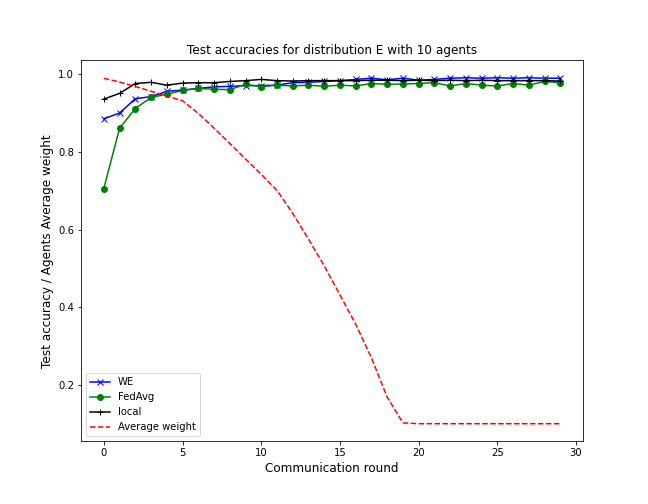 Test accuracies for distribution E with 10 agents
Test accuracy / Agents Average weight
1.0
0.8
0.6
0.4
0.2
WE
FedAvg
local
Average weight
0 5 10 15 20 25 30
Communication round